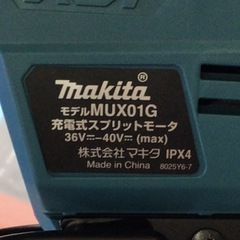 makita®
モデルMUX01G
充電式スプリットモータ
36V⎓-40V⎓(max)
株式会社マキタ IPX4
Made in China 8025Y6-7